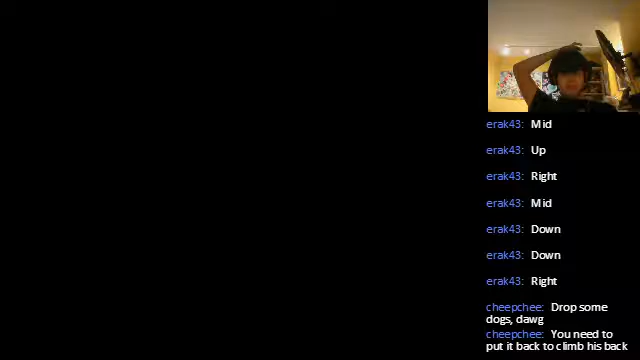 erak43: Mid
erak43: Up
erak43: Right
erak43: Mid
erak43: Down
erak43: Down
erak43: Right
cheepchee: Drop some
dogs, dawg
cheepchee: You need to
put it back to climb his back